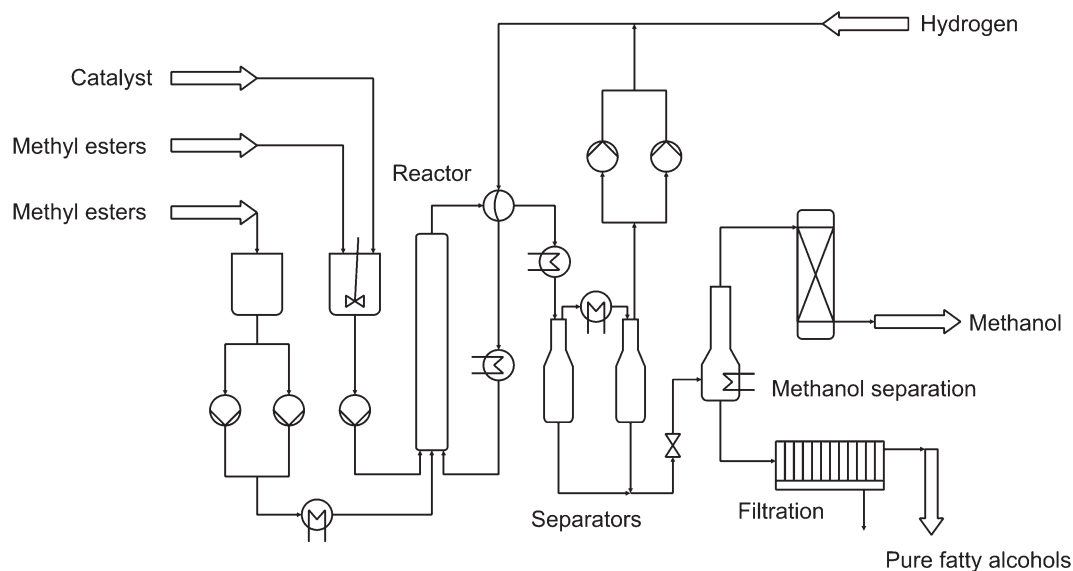 Hydrogen
Catalyst
Methyl esters
Reactor
Methyl esters
Methanol
Methanol separation
Separators
Filtration
Pure fatty alcohols